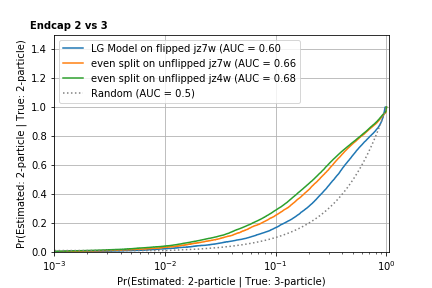 Endcap 2 vs 3
Pr(Estimated: 2-particle | True: 2-particle)
1.4
1.2
1.0
0.8
0.6
0.4
0.2
0.0
LG Model on flipped jz7w (AUC = 0.60
even split on unflipped jz7w (AUC = 0.66
even split on unflipped jz4w (AUC = 0.68
Random (AUC = 0.5)
10⁻³ 10⁻² 10⁻¹ 10⁰
Pr(Estimated: 2-particle | True: 3-particle)